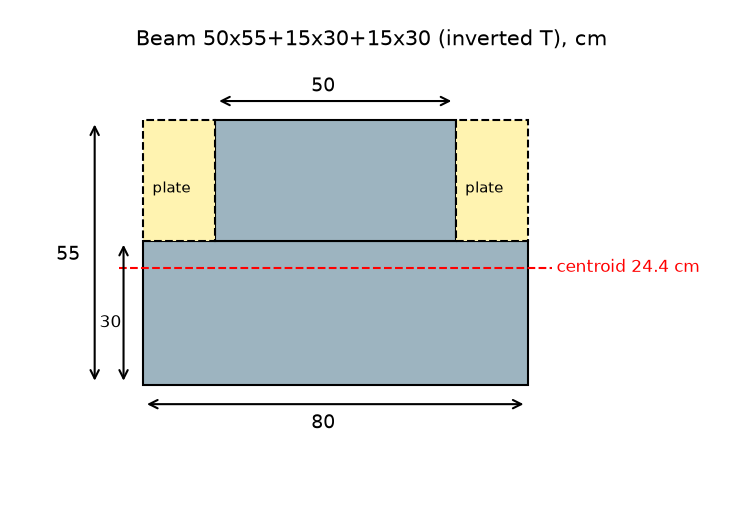 Beam 50x55+15x30+15x30 (inverted T), cm
50
plate
plate
55
centroid 24.4 cm
30
80